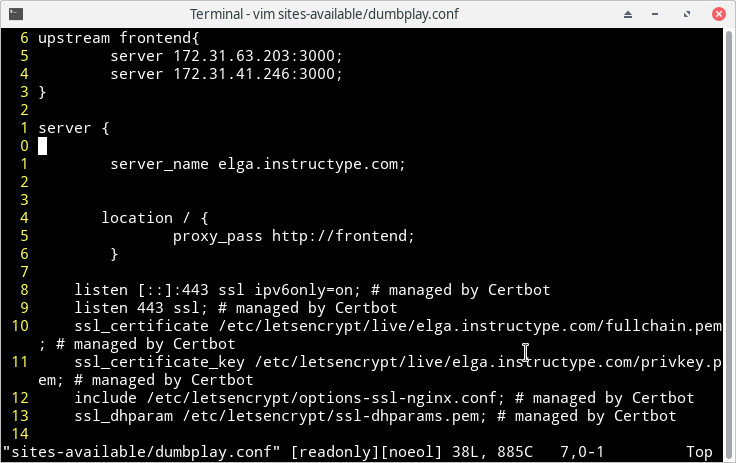 Terminal - vim sites-available/dumbplay.conf
6 upstream frontend{
5         server 172.31.63.203:3000;
4         server 172.31.41.246:3000;
3 }
2
1 server {
0
1         server_name elga.instructype.com;
2
3
4        location / {
5                proxy_pass http://frontend;
6         }
7
8     listen [::]:443 ssl ipv6only=on; # managed by Certbot
9     listen 443 ssl; # managed by Certbot
10     ssl_certificate /etc/letsencrypt/live/elga.instructype.com/fullchain.pem
; # managed by Certbot
11     ssl_certificate_key /etc/letsencrypt/live/elga.instructype.com/privkey.p
em; # managed by Certbot
12     include /etc/letsencrypt/options-ssl-nginx.conf; # managed by Certbot
13     ssl_dhparam /etc/letsencrypt/ssl-dhparams.pem; # managed by Certbot
14
"sites-available/dumbplay.conf" [readonly][noeol] 38L, 885C   7,0-1         Top